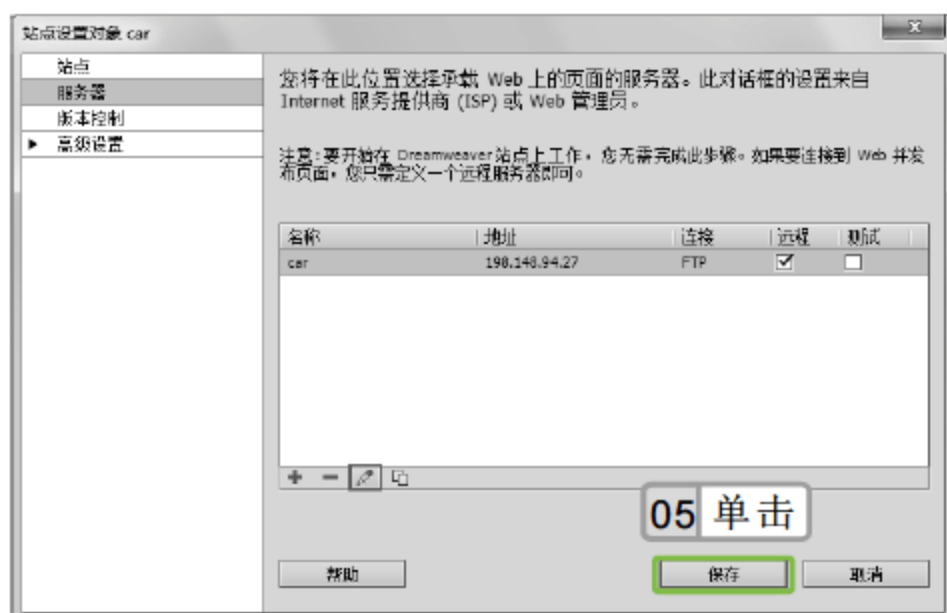 站点设置对象 car
站点
服务器
版本控制
高级设置
您将在此位置选择承载 Web 上的页面的服务器。此对话框的设置来自
Internet 服务提供商 (ISP) 或 Web 管理员。
注意:要开始在 Dreamweaver 站点上工作，您无需完成此步骤。如果要连接到 Web 并发
布页面，您只需定义一个远程服务器即可。
名称 地址 连接 远程 测试
car 198.148.94.27 FTP
05 单击
帮助 保存 取消